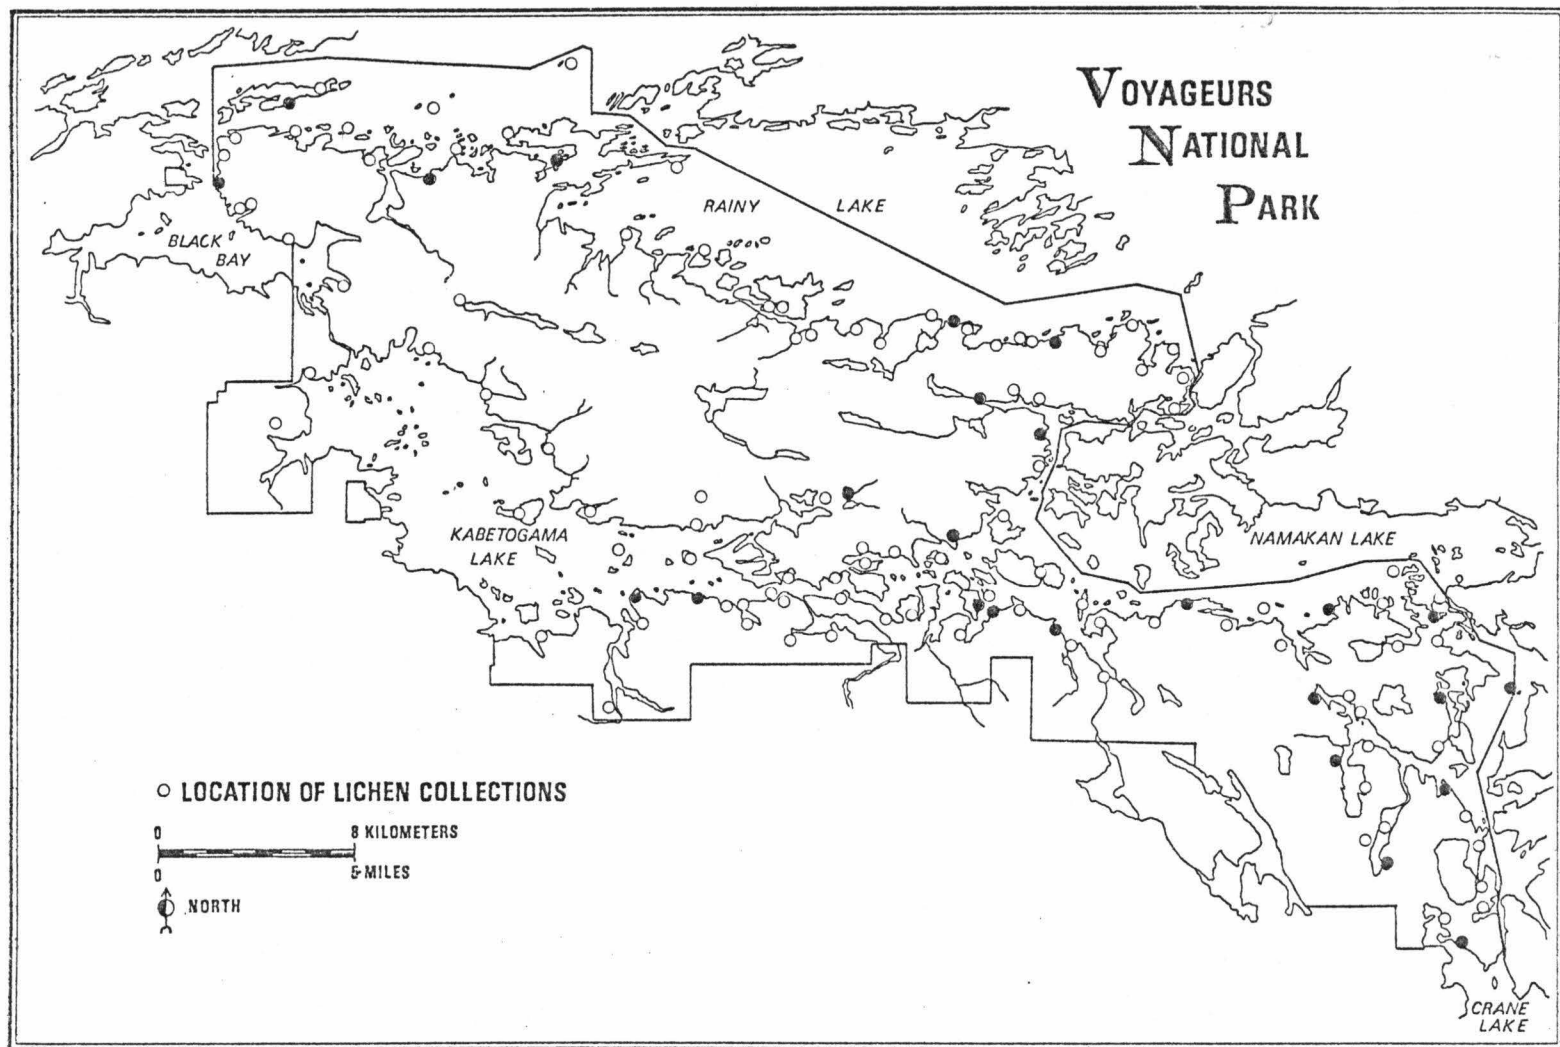 VOYAGEURS
NATIONAL
PARK
RAINY LAKE
BLACK
BAY
KABETOGAMA
LAKE
NAMAKAN LAKE
LOCATION OF LICHEN COLLECTIONS
0 8 KILOMETERS
0 5 MILES
NORTH
CRANE
LAKE